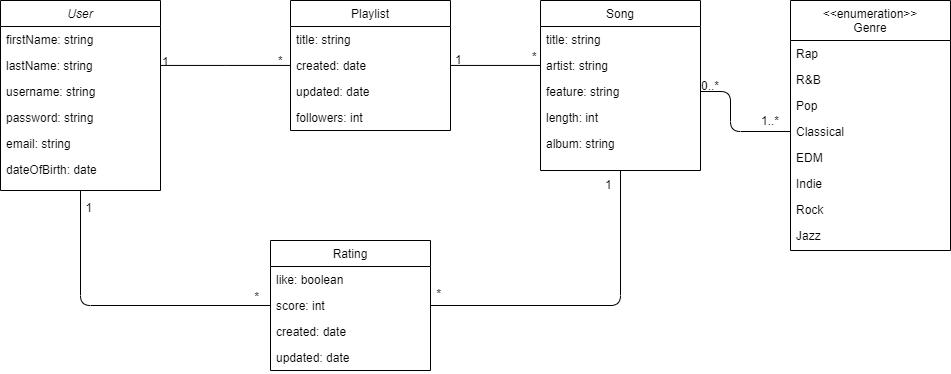 User
firstName: string
lastName: string
username: string
password: string
email: string
dateOfBirth: date
1
*
Playlist
title: string
created: date
updated: date
followers: int
1
*
Song
title: string
artist: string
feature: string
length: int
album: string
0..*
1..*
<<enumeration>>
Genre
Rap
R&B
Pop
Classical
EDM
Indie
Rock
Jazz
1
1
*
*
Rating
like: boolean
score: int
created: date
updated: date